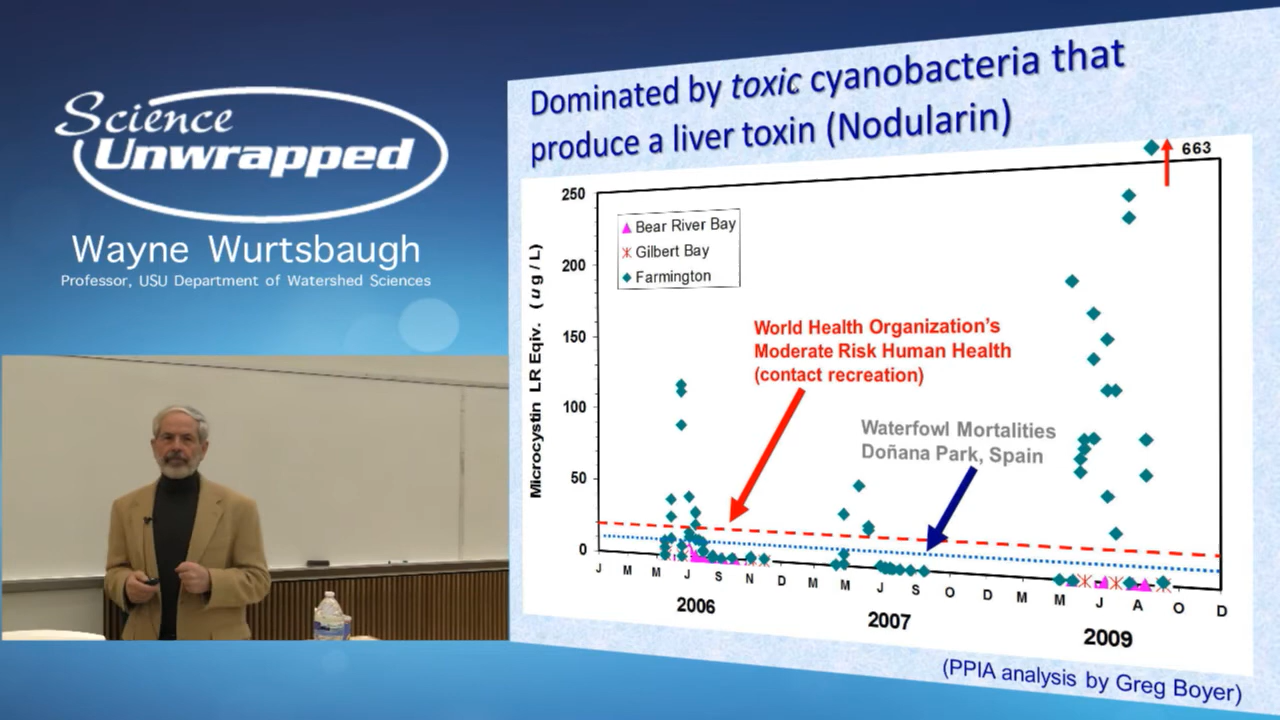 Science
Unwrapped
Wayne Wurtsbaugh
Professor, USU Department of Watershed Sciences
Dominated by toxic cyanobacteria that
produce a liver toxin (Nodularin)
663
250
200
150
100
50
0
Microcystin LR Eqiv. (ug/L)
Bear River Bay
Gilbert Bay
Farmington
World Health Organization's
Moderate Risk Human Health
(contact recreation)
Waterfowl Mortalities
Doñana Park, Spain
J M M J S N D M M J S O D M M J A O D
2006 2007 2009
(PPIA analysis by Greg Boyer)